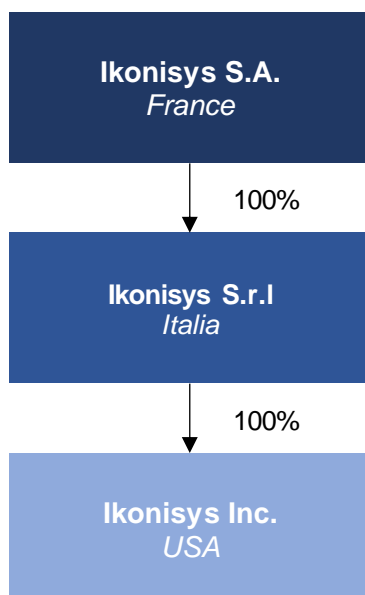 Ikonisys S.A.
France
100%
Ikonisys S.r.l
Italia
100%
Ikonisys Inc.
USA